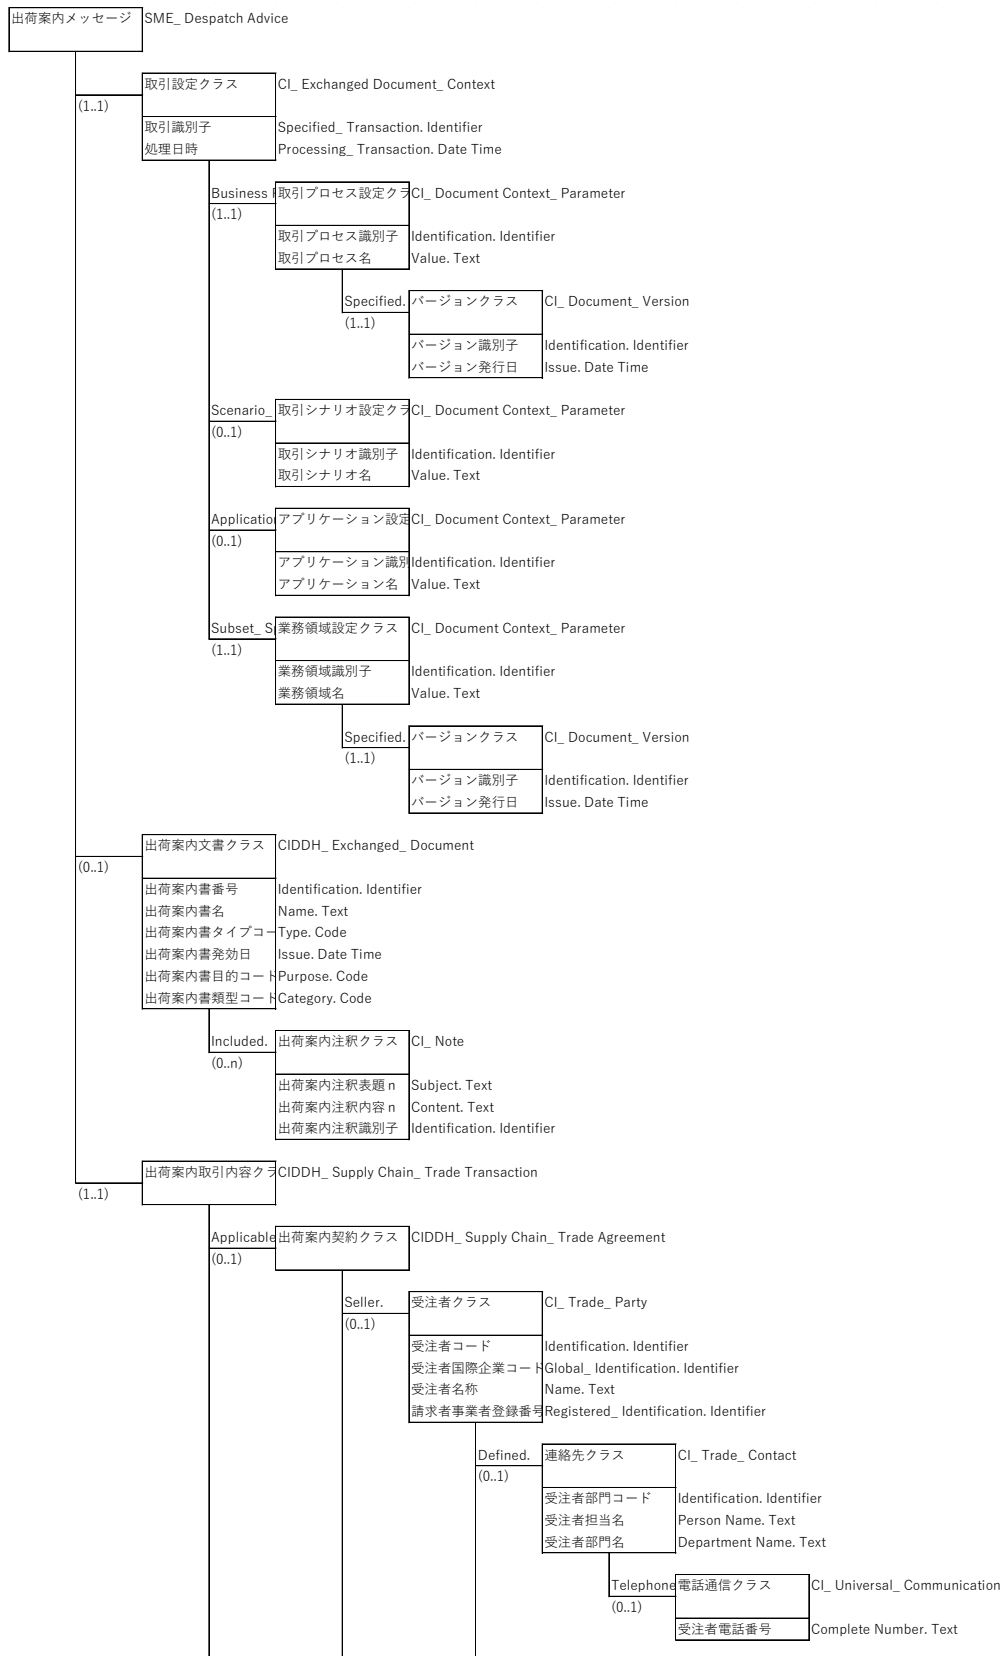 出荷案内メッセージ SME_ Despatch Advice
取引設定クラス CI_ Exchanged Document_ Context
(1..1)
取引識別子 Specified_ Transaction. Identifier
処理日時 Processing_ Transaction. Date Time
Business 取引プロセス設定クラ CI_ Document Context_ Parameter
(1..1)
取引プロセス識別子 Identification. Identifier
取引プロセス名 Value. Text
Specified. バージョンクラス CI_ Document_ Version
(1..1)
バージョン識別子 Identification. Identifier
バージョン発行日 Issue. Date Time
Scenario_ 取引シナリオ設定クラ CI_ Document Context_ Parameter
(0..1)
取引シナリオ識別子 Identification. Identifier
取引シナリオ名 Value. Text
Applicatio アプリケーション設定 CI_ Document Context_ Parameter
(0..1)
アプリケーション識別 Identification. Identifier
アプリケーション名 Value. Text
Subset_ S 業務領域設定クラス CI_ Document Context_ Parameter
(1..1)
業務領域識別子 Identification. Identifier
業務領域名 Value. Text
Specified. バージョンクラス CI_ Document_ Version
(1..1)
バージョン識別子 Identification. Identifier
バージョン発行日 Issue. Date Time
出荷案内文書クラス CIDDH_ Exchanged_ Document
(0..1)
出荷案内書番号 Identification. Identifier
出荷案内書名 Name. Text
出荷案内書タイプコー Type. Code
出荷案内書発効日 Issue. Date Time
出荷案内書目的コード Purpose. Code
出荷案内書類型コード Category. Code
Included. 出荷案内注釈クラス CI_ Note
(0..n)
出荷案内注釈表題n Subject. Text
出荷案内注釈内容n Content. Text
出荷案内注釈識別子 Identification. Identifier
出荷案内取引内容クラ CIDDH_ Supply Chain_ Trade Transaction
(1..1)
Applicable 出荷案内契約クラス CIDDH_ Supply Chain_ Trade Agreement
(0..1)
Seller. 受注者クラス CI_ Trade_ Party
(0..1)
受注者コード Identification. Identifier
受注者国際企業コード Global_ Identification. Identifier
受注者名称 Name. Text
請求者事業者登録番号 Registered_ Identification. Identifier
Defined. 連絡先クラス CI_ Trade_ Contact
(0..1)
受注者部門コード Identification. Identifier
受注者担当名 Person Name. Text
受注者部門名 Department Name. Text
Telephone 電話通信クラス CI_ Universal_ Communication
(0..1)
受注者電話番号 Complete Number. Text